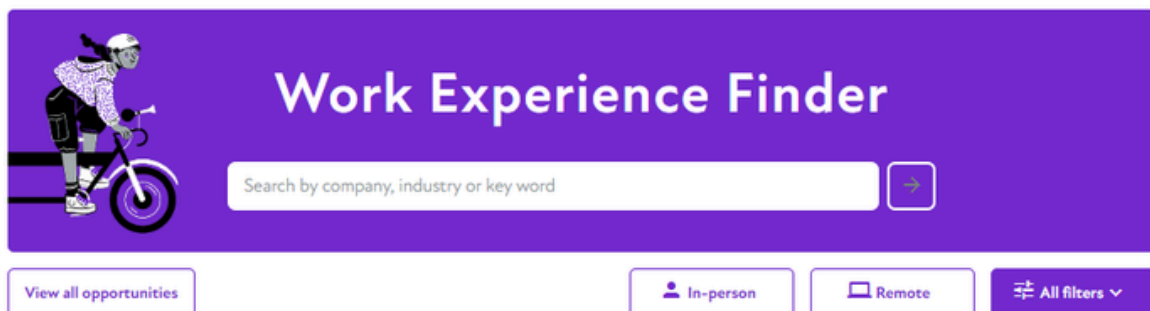 Work Experience Finder
Search by company, industry or key word
View all opportunities
In-person
Remote
All filters